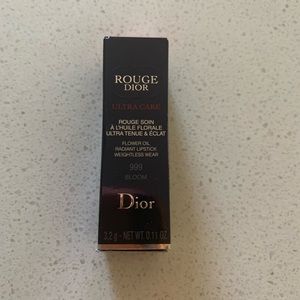 ROUGE
DIOR
ULTRA CARE
ROUGE SOIN
À L'HUILE FLORALE
ULTRA TENUE & ÉCLAT
FLOWER OIL
RADIANT LIPSTICK
WEIGHTLESS WEAR
999
BLOOM
Dior
3.2 g - NET WT. 0.11 OZ.